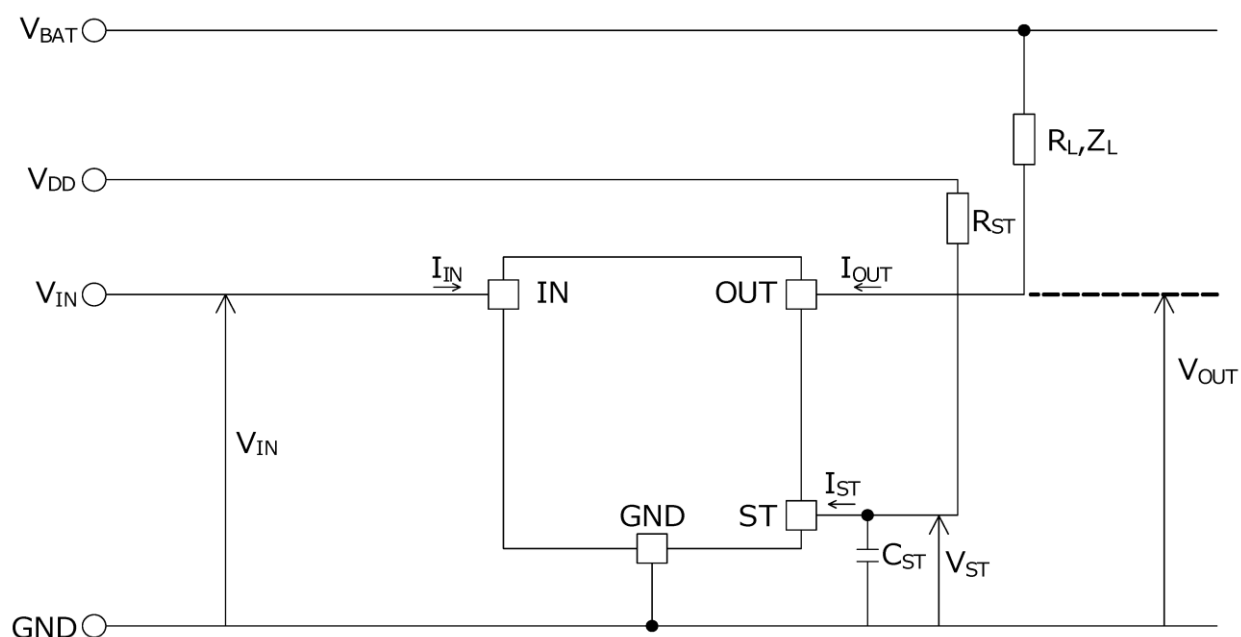 VBAT
RL,ZL
VDD
RST
IIN
IOUT
VIN
IN
OUT
VOUT
VIN
IST
GND
ST
CST
VST
GND